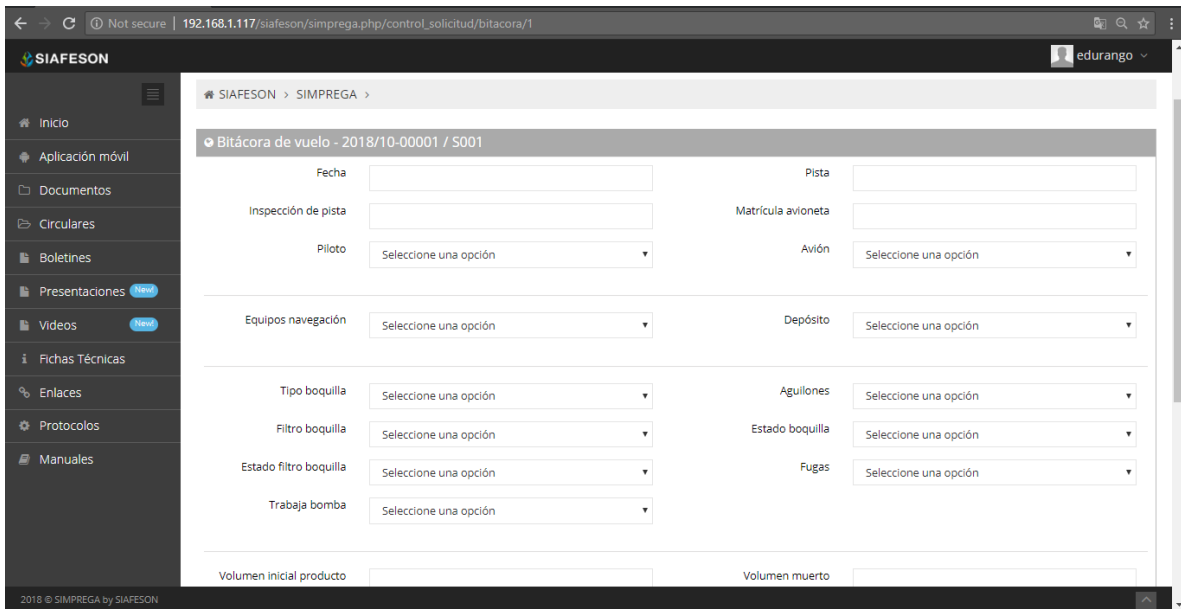 Not secure | 192.168.1.117/siafeson/simprega.php/control_solicitud/bitacora/1
SIAFESON
edurango
SIAFESON > SIMPREGA >
Inicio
Aplicación móvil
Documentos
Circulares
Boletines
Presentaciones New!
Videos New!
Fichas Técnicas
Enlaces
Protocolos
Manuales
Bitácora de vuelo - 2018/10-00001 / S001
Fecha Pista
Inspección de pista Matrícula avioneta
Piloto Seleccione una opción Avión Seleccione una opción
Equipos navegación Seleccione una opción Depósito Seleccione una opción
Tipo boquilla Seleccione una opción Aguilones Seleccione una opción
Filtro boquilla Seleccione una opción Estado boquilla Seleccione una opción
Estado filtro boquilla Seleccione una opción Fugas Seleccione una opción
Trabaja bomba Seleccione una opción
Volumen inicial producto Volumen muerto
2018 © SIMPREGA by SIAFESON